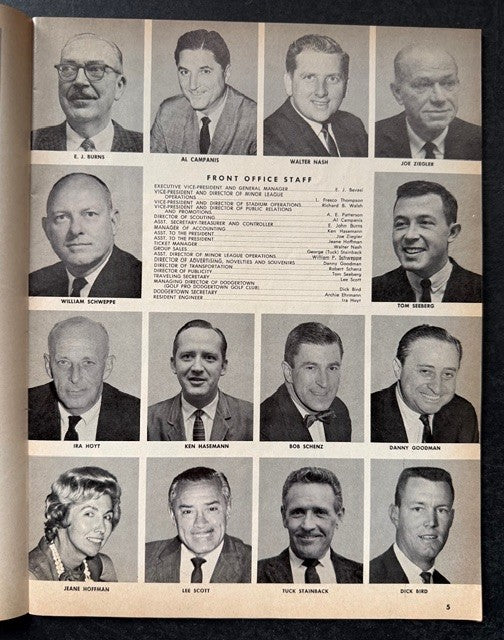 E. J. BURNS
AL CAMPANIS
WALTER NASH
JOE ZIEGLER
FRONT OFFICE STAFF
EXECUTIVE VICE-PRESIDENT AND GENERAL MANAGER E. J. Bavasi
VICE-PRESIDENT AND DIRECTOR OF MINOR LEAGUE
OPERATIONS L. Fresco Thompson
VICE-PRESIDENT AND DIRECTOR OF STADIUM OPERATIONS Richard B. Walsh
VICE-PRESIDENT AND DIRECTOR OF PUBLIC RELATIONS
AND PROMOTIONS A. E. Patterson
DIRECTOR OF SCOUTING Al Campanis
ASST. SECRETARY-TREASURER AND CONTROLLER E. John Burns
MANAGER OF ACCOUNTING Ken Hasemann
ASST. TO THE PRESIDENT Joe Ziegler
ASST. TO THE PRESIDENT Jeane Hoffman
TICKET MANAGER Walter Nash
GROUP SALES George (Tuck) Stainback
ASST. DIRECTOR OF MINOR LEAGUE OPERATIONS William P. Schweppe
DIRECTOR OF ADVERTISING, NOVELTIES AND SOUVENIRS Danny Goodman
DIRECTOR OF TRANSPORTATION Robert Schenz
DIRECTOR OF PUBLICITY Tom Seeberg
TRAVELING SECRETARY Lee Scott
MANAGING DIRECTOR OF DODGERTOWN
(GOLF PRO DODGERTOWN GOLF CLUB) Dick Bird
DODGERTOWN SECRETARY Archie Ehrmann
RESIDENT ENGINEER Ira Hoyt
WILLIAM SCHWEPPE
TOM SEEBERG
IRA HOYT
KEN HASEMANN
BOB SCHENZ
DANNY GOODMAN
JEANE HOFFMAN
LEE SCOTT
TUCK STAINBACK
DICK BIRD
5